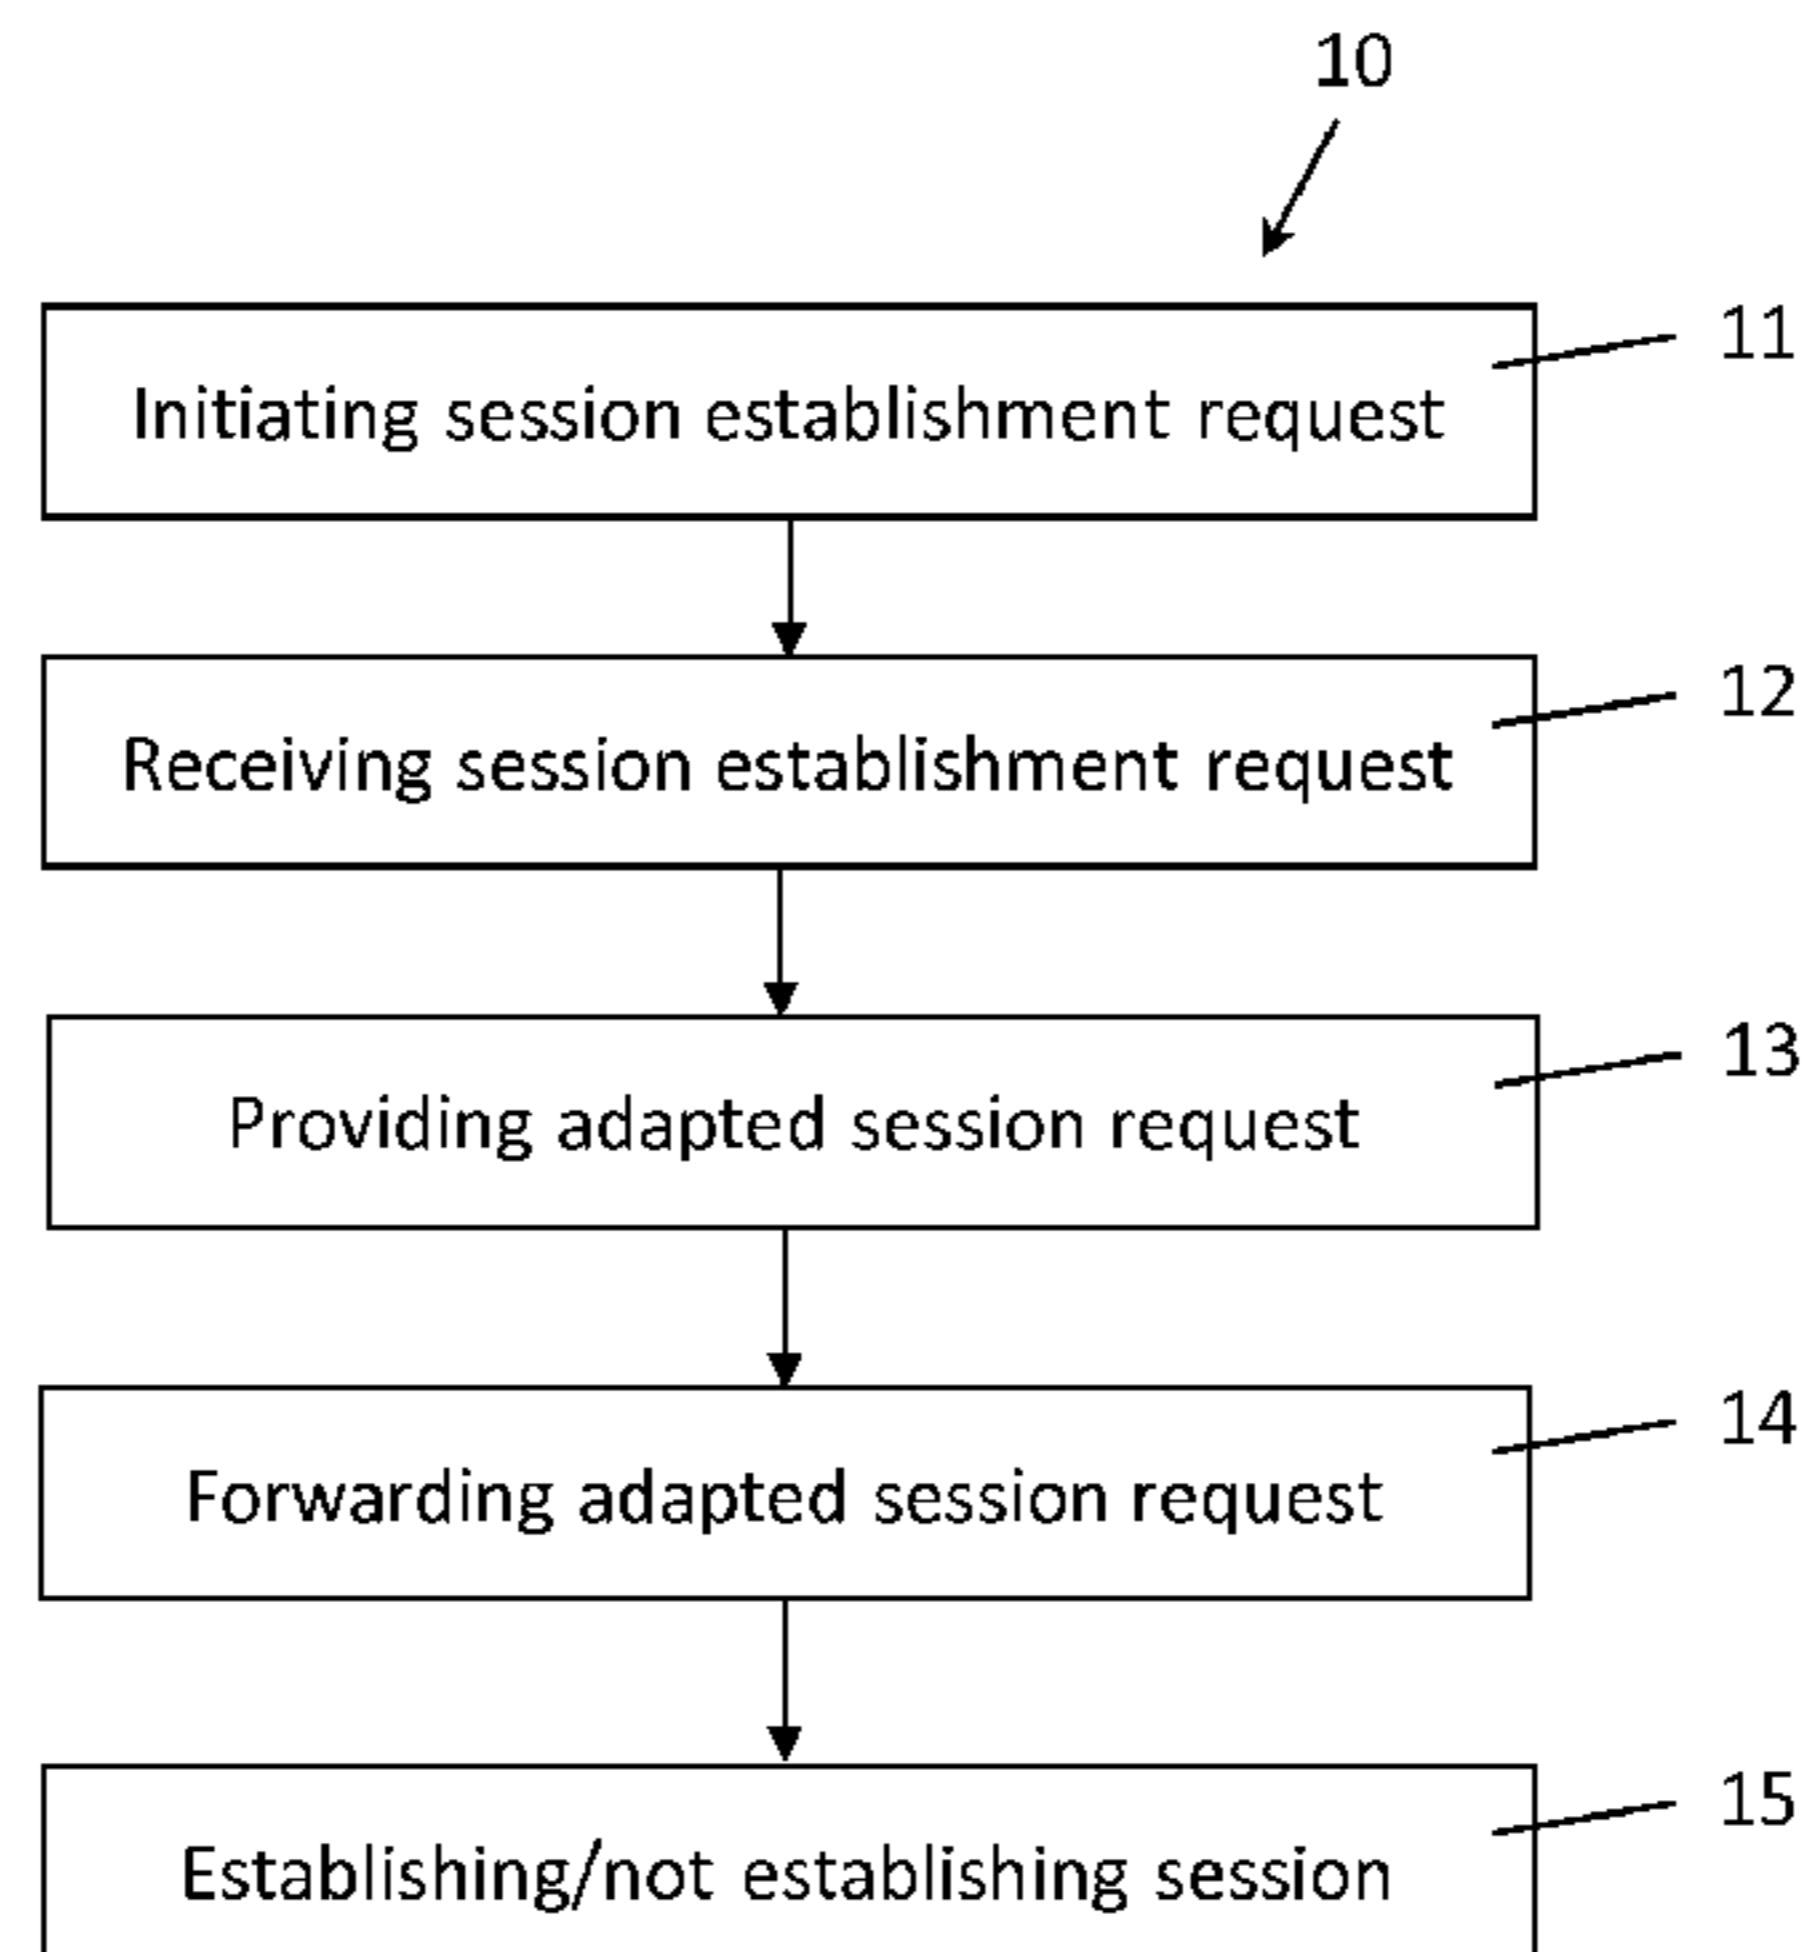 10
Initiating session establishment request
11
Receiving session establishment request
12
Providing adapted session request
13
Forwarding adapted session request
14
Establishing/not establishing session
15